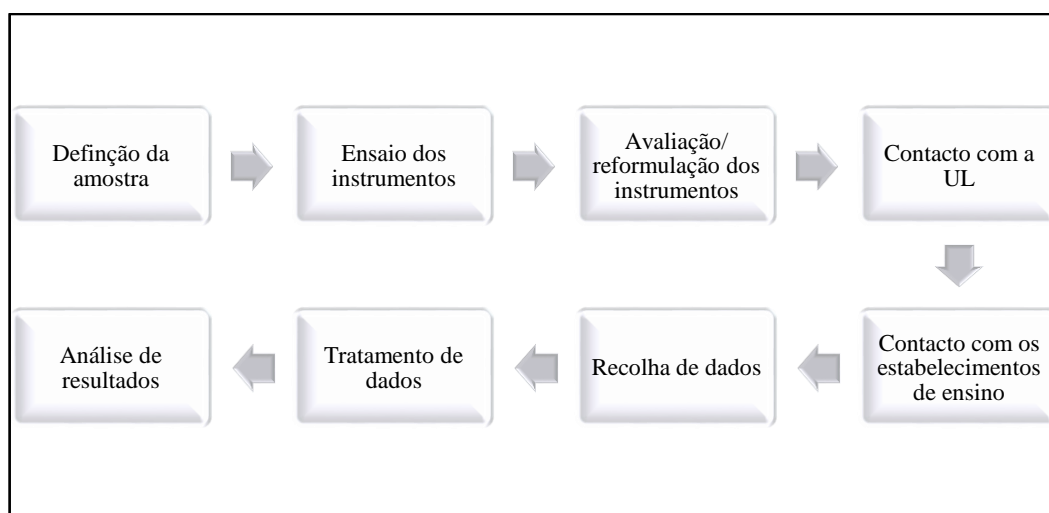 Definção da
amostra
Ensaio dos
instrumentos
Avaliação/
reformulação dos
instrumentos
Contacto com a
UL
Contacto com os
estabelecimentos
de ensino
Recolha de dados
Tratamento de
dados
Análise de
resultados